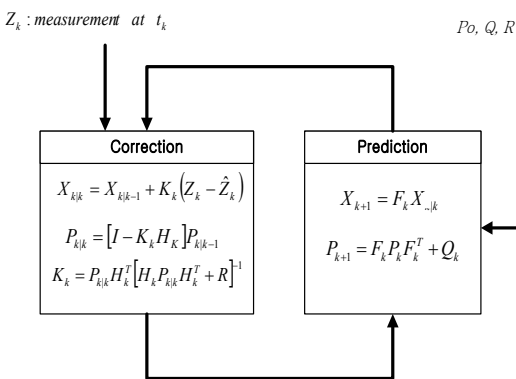 Z_k : measurement at t_k
Po, Q, R
Correction
X_{k|k} = X_{k|k-1} + K_k (Z_k - Ẑ_k)
P_{k|k} = [I - K_k H_K] P_{k|k-1}
K_k = P_{k|k} H_k^T [H_k P_{k|k} H_k^T + R]^{-1}
Prediction
X_{k+1} = F_k X_{..|k}
P_{k+1} = F_k P_k F_k^T + Q_k